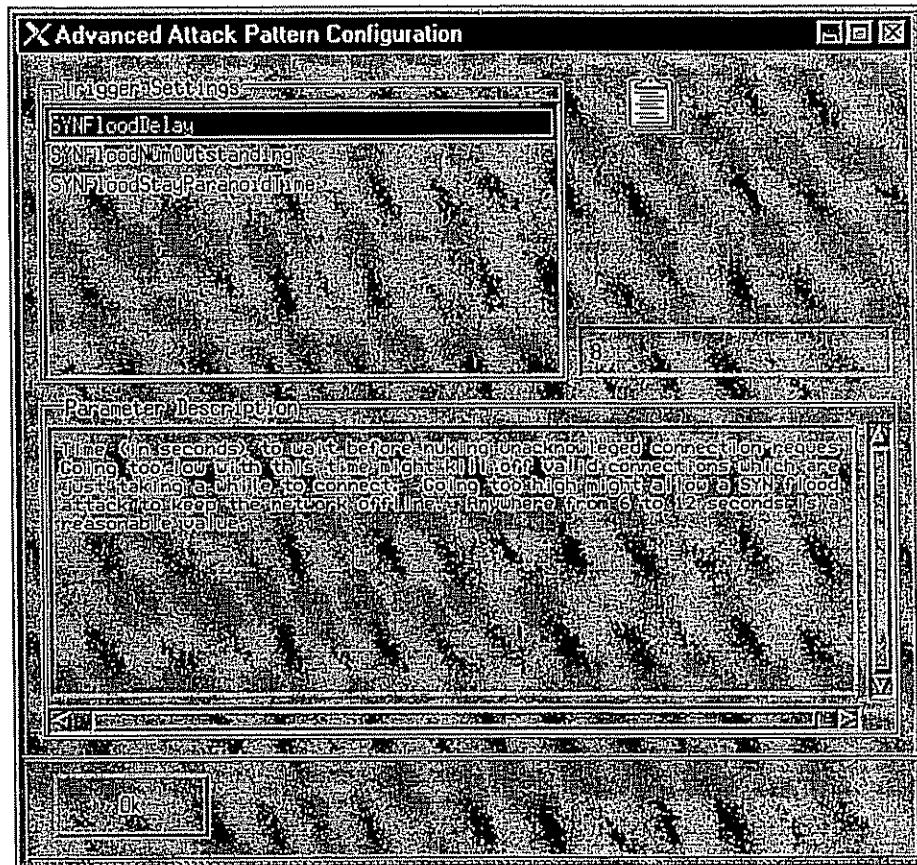 Advanced Attack Pattern Configuration
Trigger Settings
SYNFloodDelay
SYNFloodNumOutstanding
SYNFloodStayParanoidTime
8
Parameter Description
Time (in seconds) to wait before nuking connection reques
Going too low with this time might kill off valid connections which are
just taking a while to connect. Going too high might allow a SYN flood
attack to keep the network offline. Anywhere from 6 to 12 seconds is a
reasonable value.
Ok